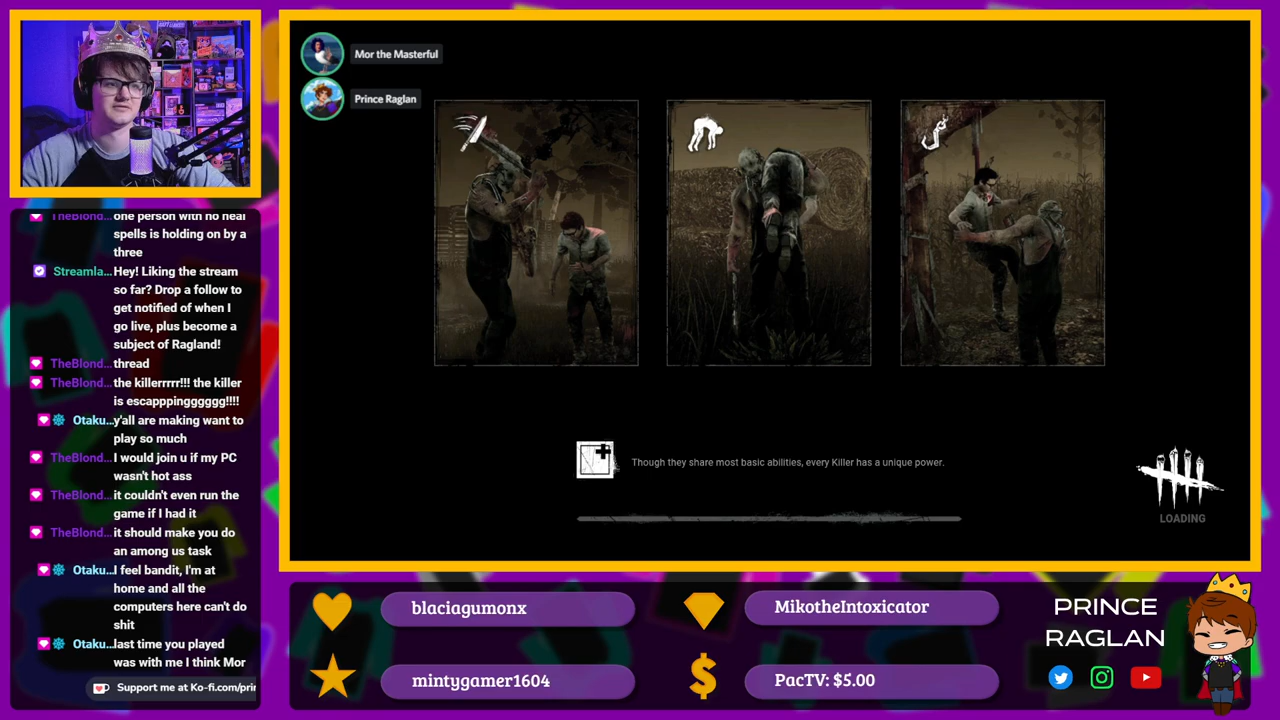 Mor the Masterful
Prince Raglan
TheBlond... one person with no heal
spells is holding on by a
three
Streamla... Hey! Liking the stream
so far? Drop a follow to
get notified of when I
go live, plus become a
subject of Ragland!
TheBlond... thread
TheBlond... the killerrrrr!!! the killer
is escapppingggggg!!!!
Otaku... y'all are making want to
play so much
TheBlond... I would join u if my PC
wasn't hot ass
TheBlond... it couldn't even run the
game if I had it
TheBlond... it should make you do
an among us task
Otaku... I feel bandit, I'm at
home and all the
computers here can't do
shit
Otaku... last time you played
was with me I think Mor
Support me at Ko-fi.com/prin
Though they share most basic abilities, every Killer has a unique power.
LOADING
blaciagumonx
MikotheIntoxicator
mintygamer1604
PacTV: $5.00
PRINCE
RAGLAN